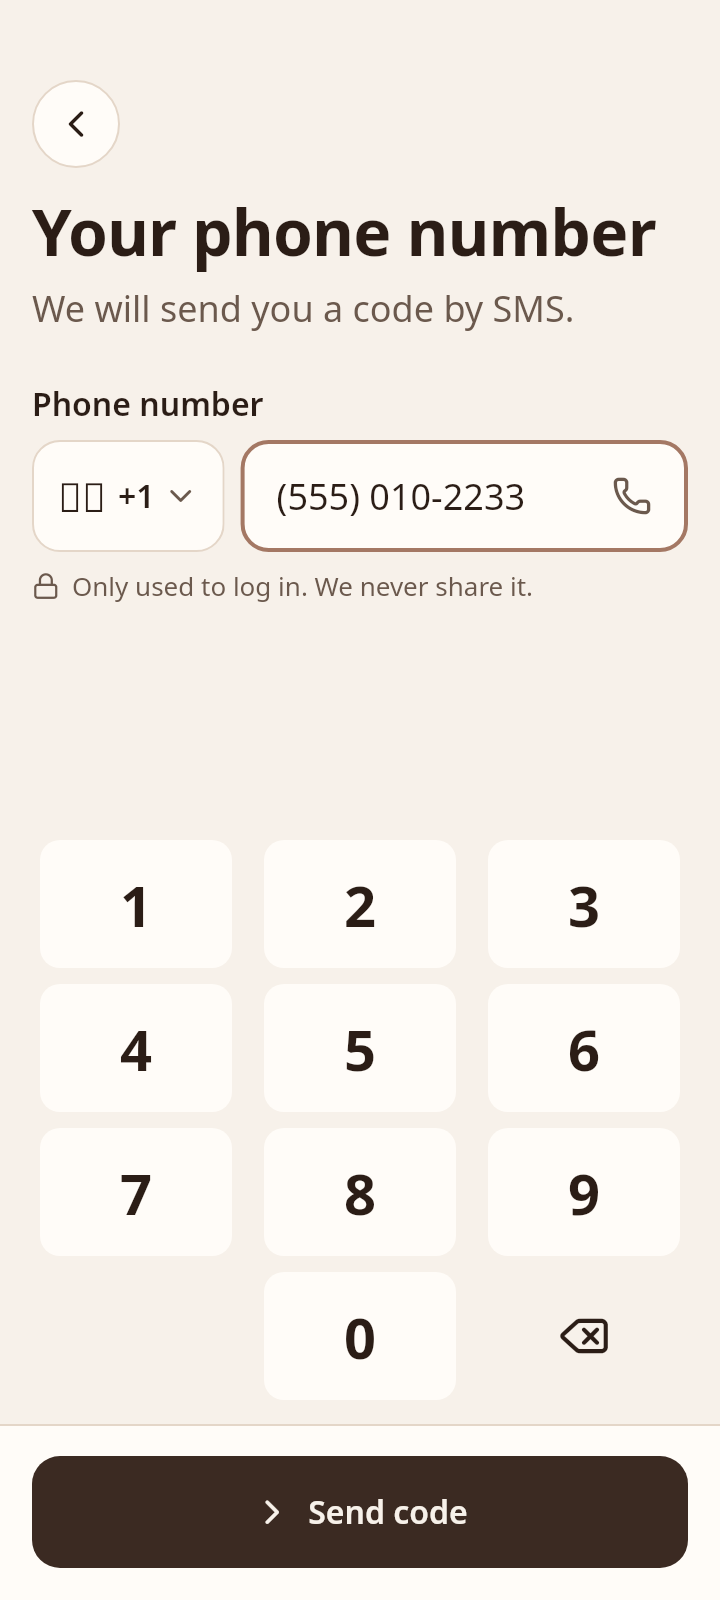 Your phone number
We will send you a code by SMS.
Phone number
+1 (555) 010-2233
Only used to log in. We never share it.
1 2 3
4 5 6
7 8 9
0
Send code